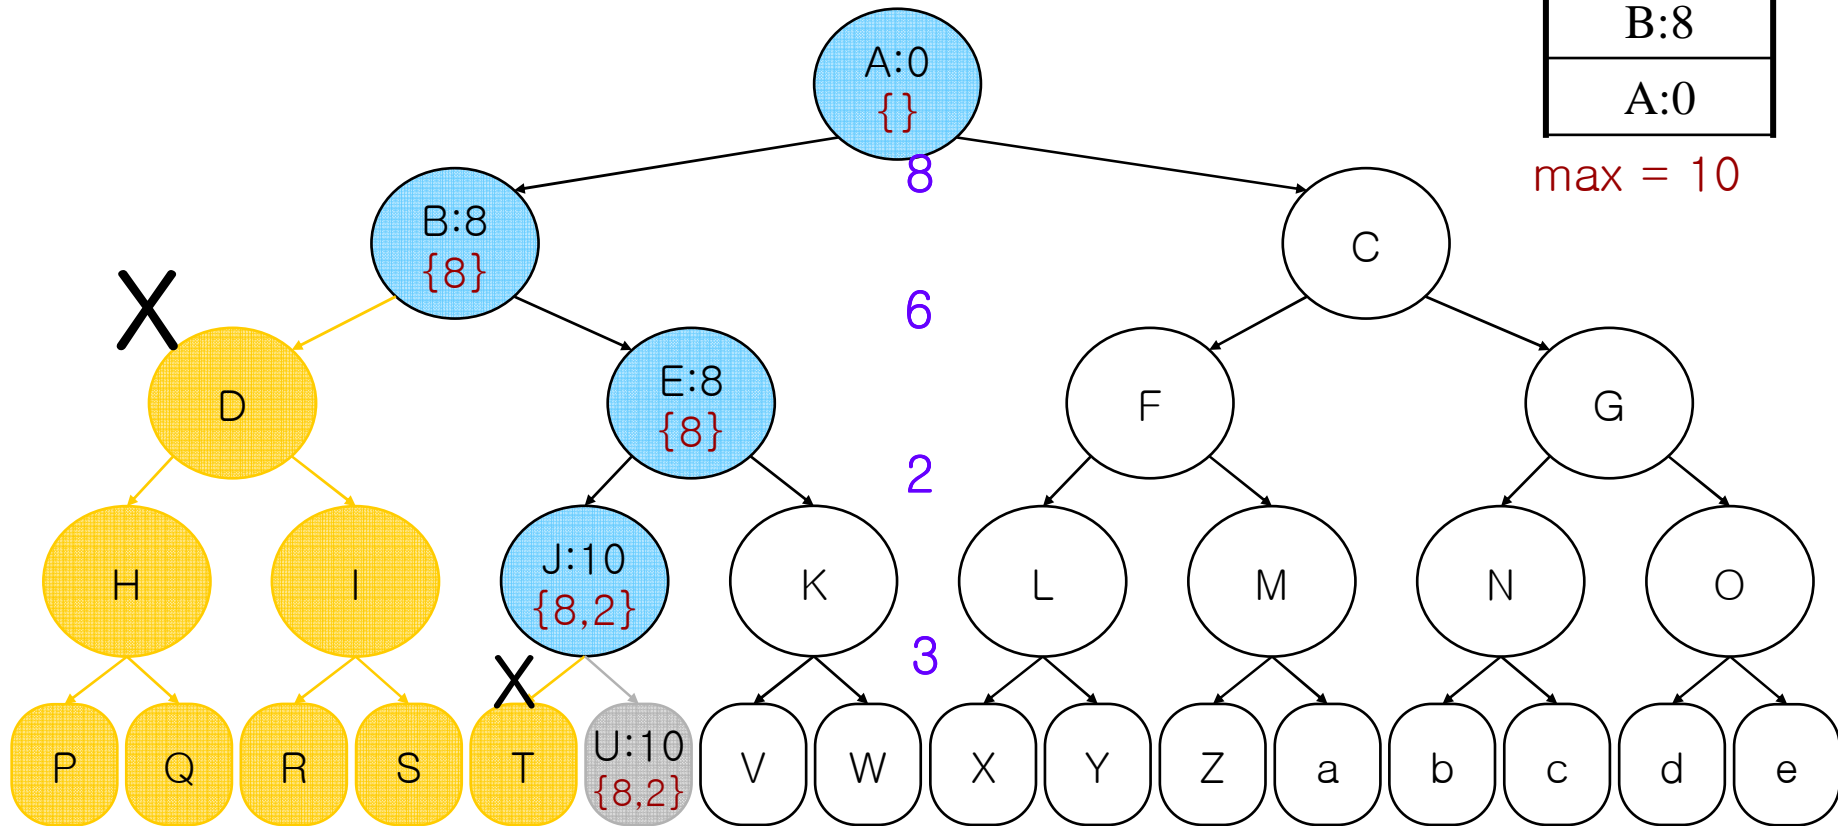 B:8
A:0
max = 10
A:0
{}
8
B:8
{8}
C
6
X
D
E:8
{8}
F
G
2
H
I
J:10
{8,2}
K
L
M
N
O
3
X
P
Q
R
S
T
U:10
{8,2}
V
W
X
Y
Z
a
b
c
d
e